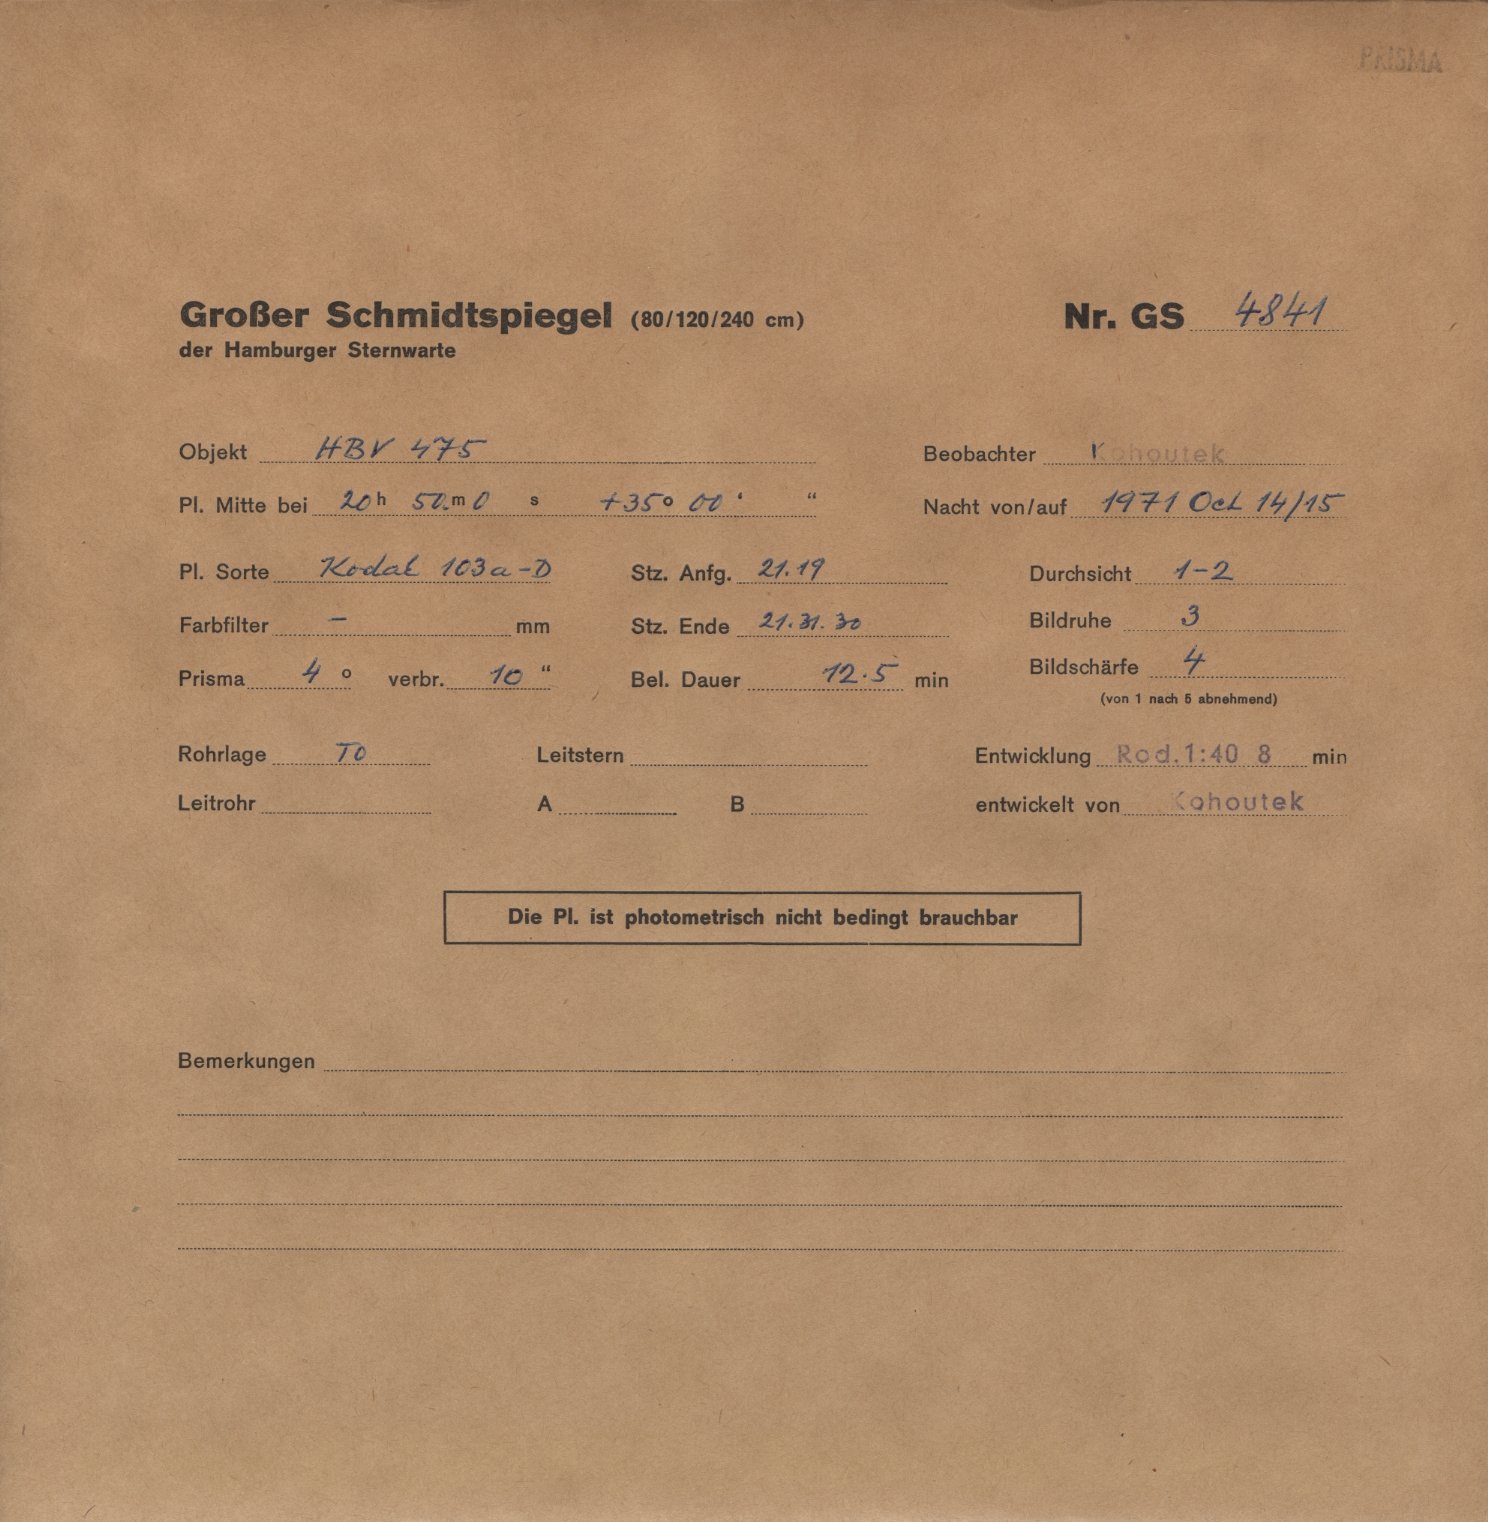 PRISMA
Großer Schmidtspiegel (80/120/240 cm) Nr. GS 4841
der Hamburger Sternwarte
Objekt HBV 475 Beobachter Kohoutek
Pl. Mitte bei 20 h 50. m 0 s +35 o 00 ‘ “ Nacht von/auf 1971 Oct 14/15
Pl. Sorte Kodak 103a-D Stz. Anfg. 21.19 Durchsicht 1-2
Farbfilter – mm Stz. Ende 21.31.30 Bildruhe 3
Prisma 4 o verbr. 10 “ Bel. Dauer 12.5 min Bildschärfe 4
(von 1 nach 5 abnehmend)
Rohrlage TO Leitstern Entwicklung Rod.1:40 8 min
Leitrohr A B entwickelt von Kohoutek
Die Pl. ist photometrisch nicht bedingt brauchbar
Bemerkungen